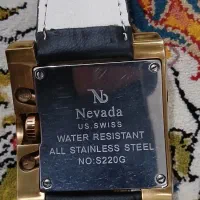 N
Nevada
US.SWISS
WATER RESISTANT
ALL STAINLESS STEEL
NO:S220G